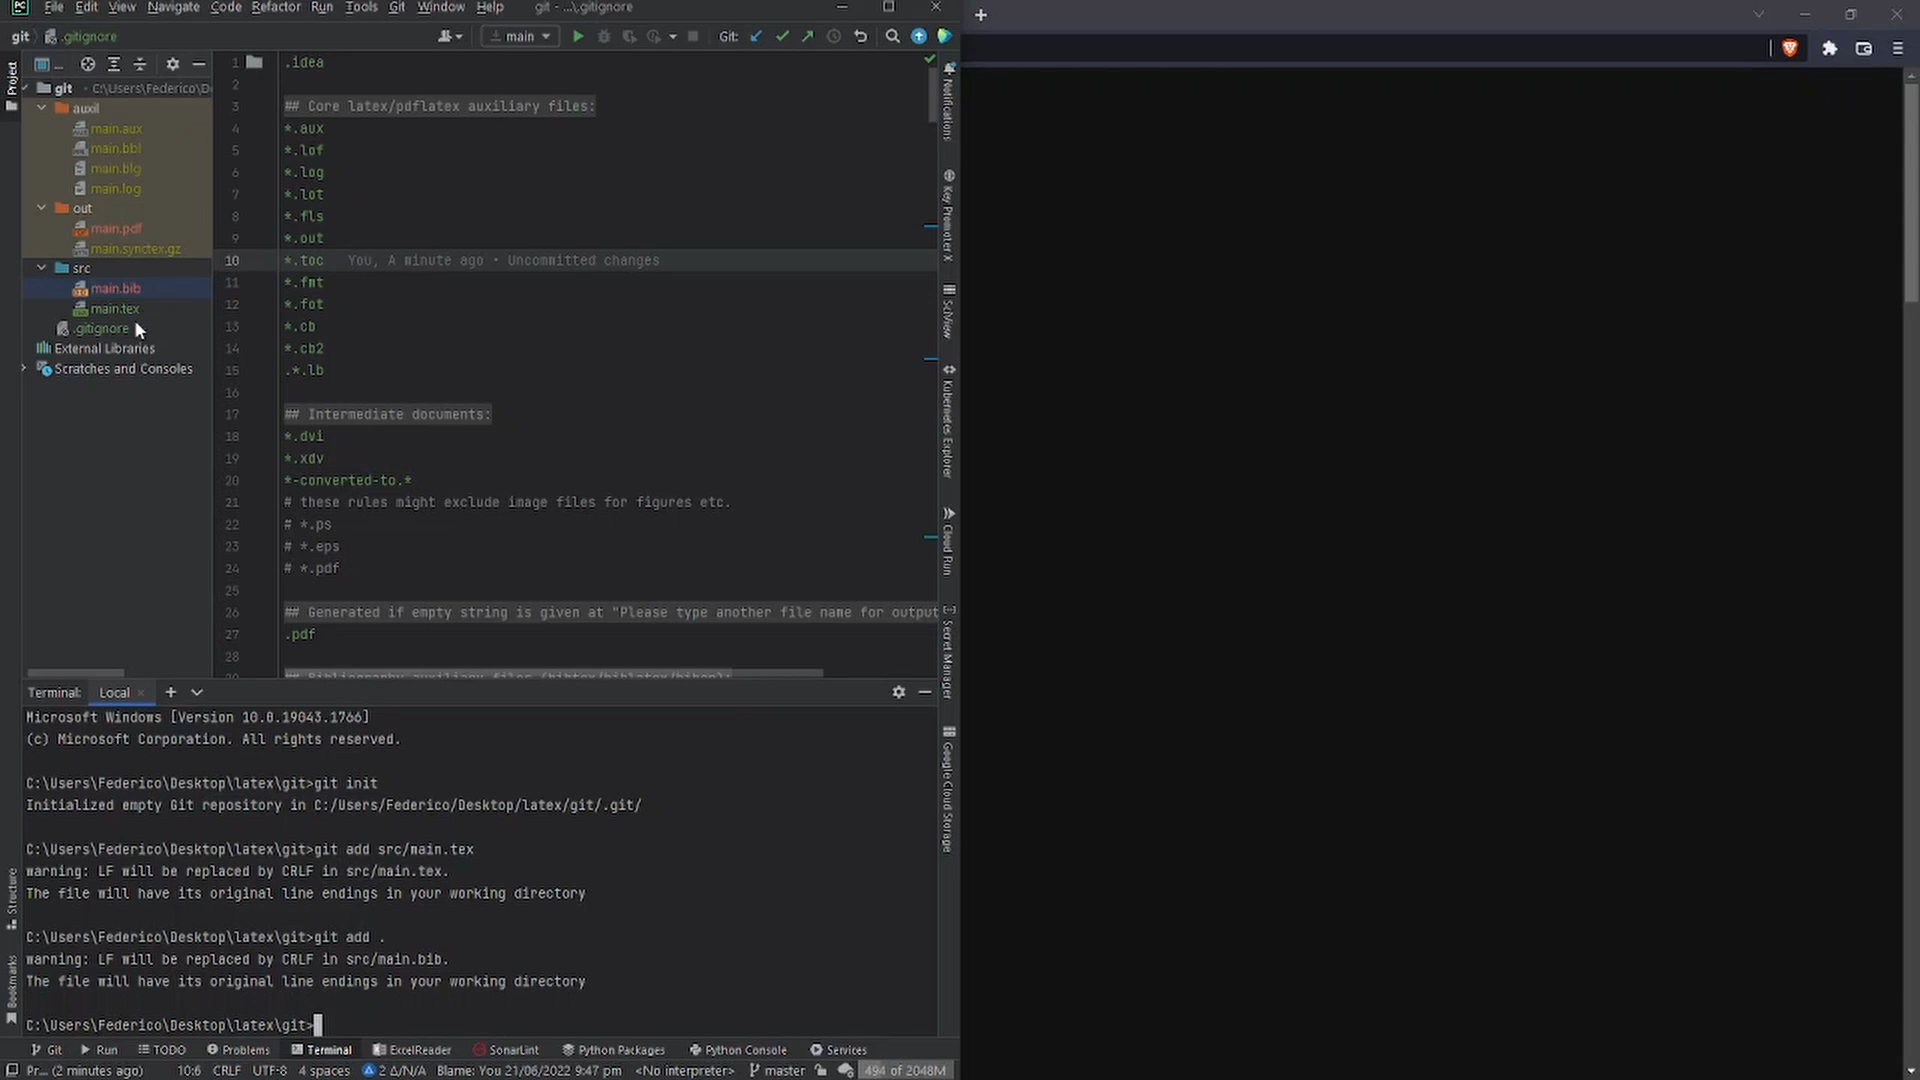 File Edit View Navigate Code Refactor Run Tools Git Window Help git - ...\.gitignore
git .gitignore main Git:
Project
git C:\Users\Federico\D
auxil
main.aux
main.bbl
main.blg
main.log
out
main.pdf
main.synctex.gz
src
main.bib
main.tex
.gitignore
External Libraries
Scratches and Consoles
1 .idea
2
3 ## Core latex/pdflatex auxiliary files:
4 *.aux
5 *.lof
6 *.log
7 *.lot
8 *.fls
9 *.out
10 *.toc You, A minute ago • Uncommitted changes
11 *.fmt
12 *.fot
13 *.cb
14 *.cb2
15 .*.lb
16
17 ## Intermediate documents:
18 *.dvi
19 *.xdv
20 *-converted-to.*
21 # these rules might exclude image files for figures etc.
22 # *.ps
23 # *.eps
24 # *.pdf
25
26 ## Generated if empty string is given at "Please type another file name for output
27 .pdf
28
## Bibliography auxiliary files (bibtex/biblatex/biber):
Notifications
Key Promoter X
SciView
Kubernetes Explorer
Cloud Run
Secret Manager
Google Cloud Storage
Structure
Bookmarks
Terminal: Local
Microsoft Windows [Version 10.0.19043.1766]
(c) Microsoft Corporation. All rights reserved.
C:\Users\Federico\Desktop\latex\git>git init
Initialized empty Git repository in C:/Users/Federico/Desktop/latex/git/.git/
C:\Users\Federico\Desktop\latex\git>git add src/main.tex
warning: LF will be replaced by CRLF in src/main.tex.
The file will have its original line endings in your working directory
C:\Users\Federico\Desktop\latex\git>git add .
warning: LF will be replaced by CRLF in src/main.bib.
The file will have its original line endings in your working directory
C:\Users\Federico\Desktop\latex\git>
Git Run TODO Problems Terminal ExcelReader SonarLint Python Packages Python Console Services
Pr... (2 minutes ago) 10:6 CRLF UTF-8 4 spaces 2 Δ/N/A Blame: You 21/06/2022 9:47 pm <No interpreter> master 494 of 2048M